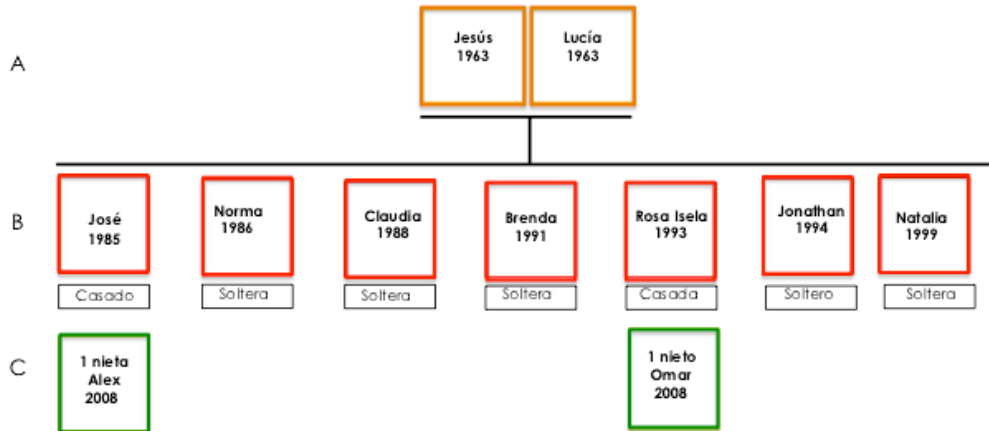 A
Jesús
1963
Lucía
1963
B
José
1985
Norma
1986
Claudia
1988
Brenda
1991
Rosa Isela
1993
Jonathan
1994
Natalia
1999
Casado
Soltera
Soltera
Soltera
Casada
Soltero
Soltera
C
1 nieta
Alex
2008
1 nieto
Omar
2008